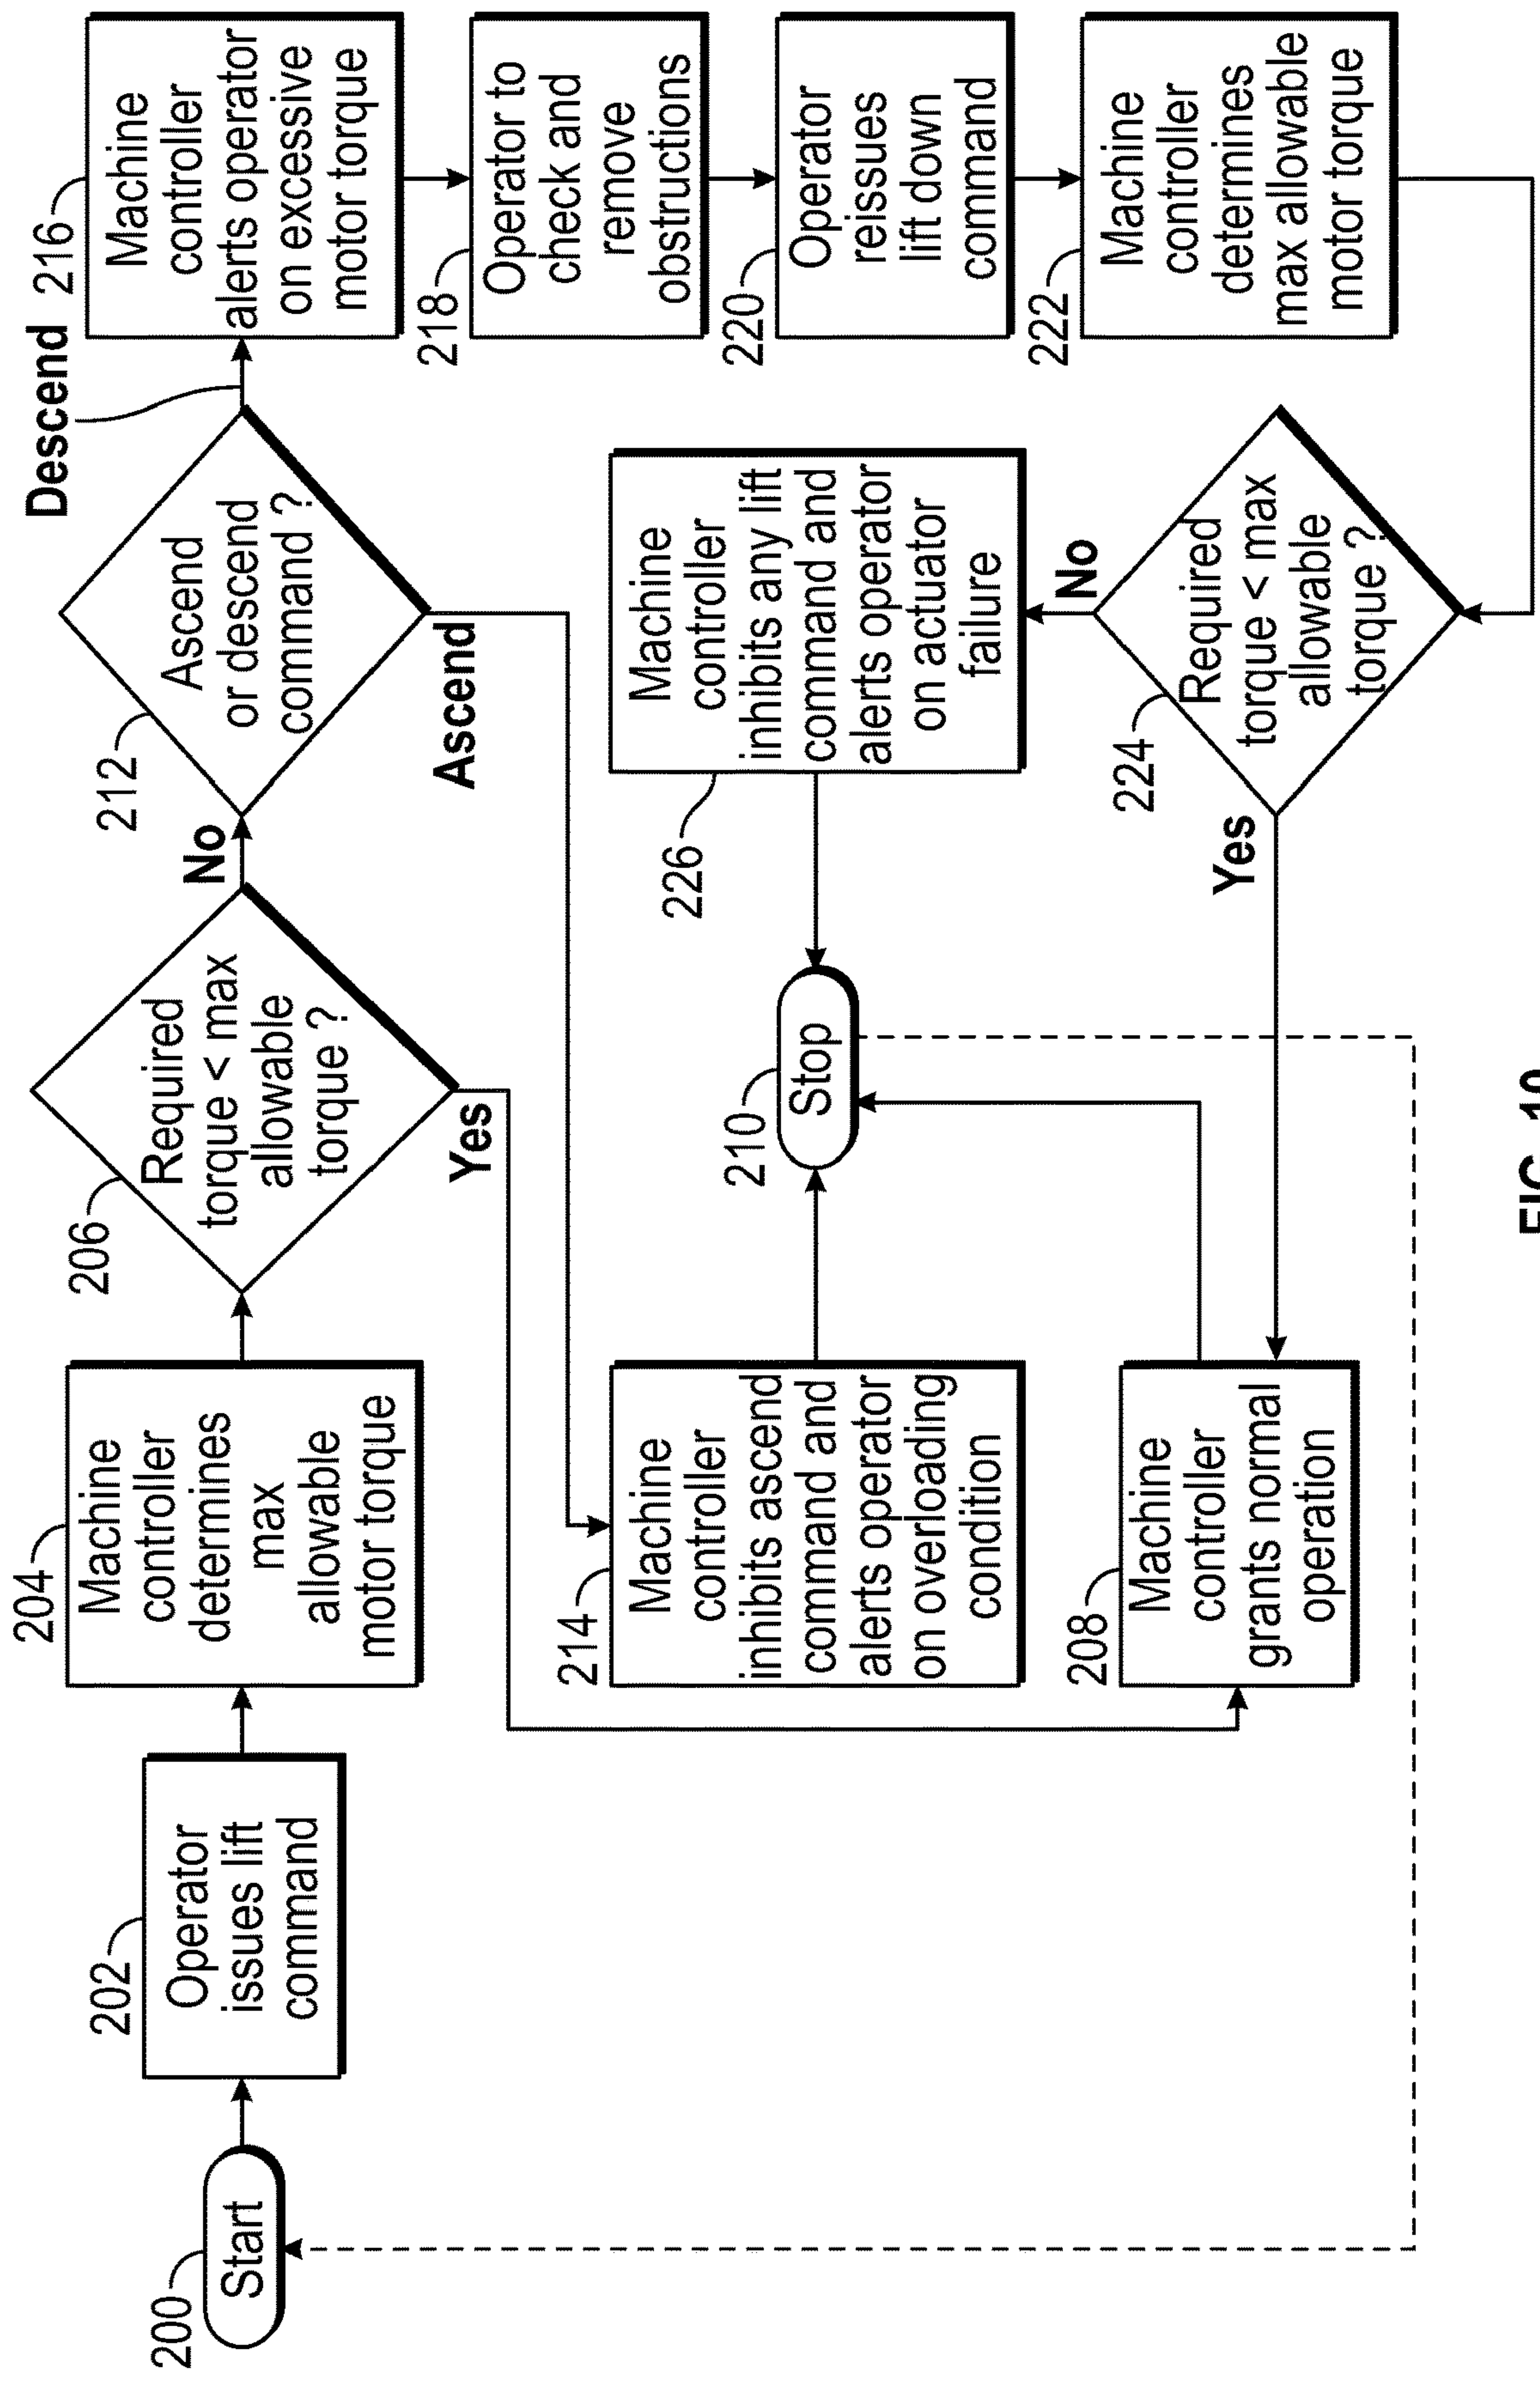 200
Start
202
Operator
issues lift
command
204
Machine
controller
determines
max
allowable
motor torque
206
Required
torque < max
allowable
torque ?
No
Yes
212
Ascend
or descend
command ?
Descend
Ascend
216
Machine
controller
alerts operator
on excessive
motor torque
218
Operator to
check and
remove
obstructions
220
Operator
reissues
lift down
command
222
Machine
controller
determines
max allowable
motor torque
224
Required
torque < max
allowable
torque ?
No
Yes
226
Machine
controller
inhibits any lift
command and
alerts operator
on actuator
failure
210
Stop
214
Machine
controller
inhibits ascend
command and
alerts operator
on overloading
condition
208
Machine
controller
grants normal
operation
FIG.